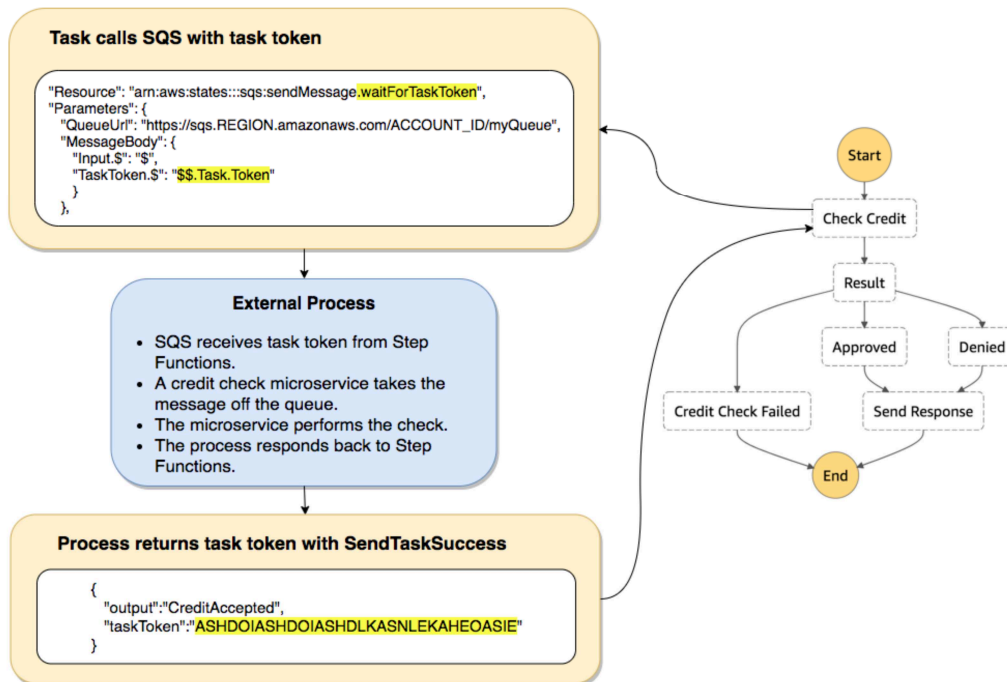 Task calls SQS with task token
"Resource": "arn:aws:states:::sqs:sendMessage.waitForTaskToken",
"Parameters": {
"QueueUrl": "https://sqs.REGION.amazonaws.com/ACCOUNT_ID/myQueue",
"MessageBody": {
"Input.$": "$",
"TaskToken.$": "$$.Task.Token"
}
},
External Process
• SQS receives task token from Step
Functions.
• A credit check microservice takes the
message off the queue.
• The microservice performs the check.
• The process responds back to Step
Functions.
Process returns task token with SendTaskSuccess
{
"output":"CreditAccepted",
"taskToken":"ASHDOIASHDOIASHDLKASNLEKAHEOASIE"
}
Start
Check Credit
Result
Approved
Denied
Credit Check Failed
Send Response
End